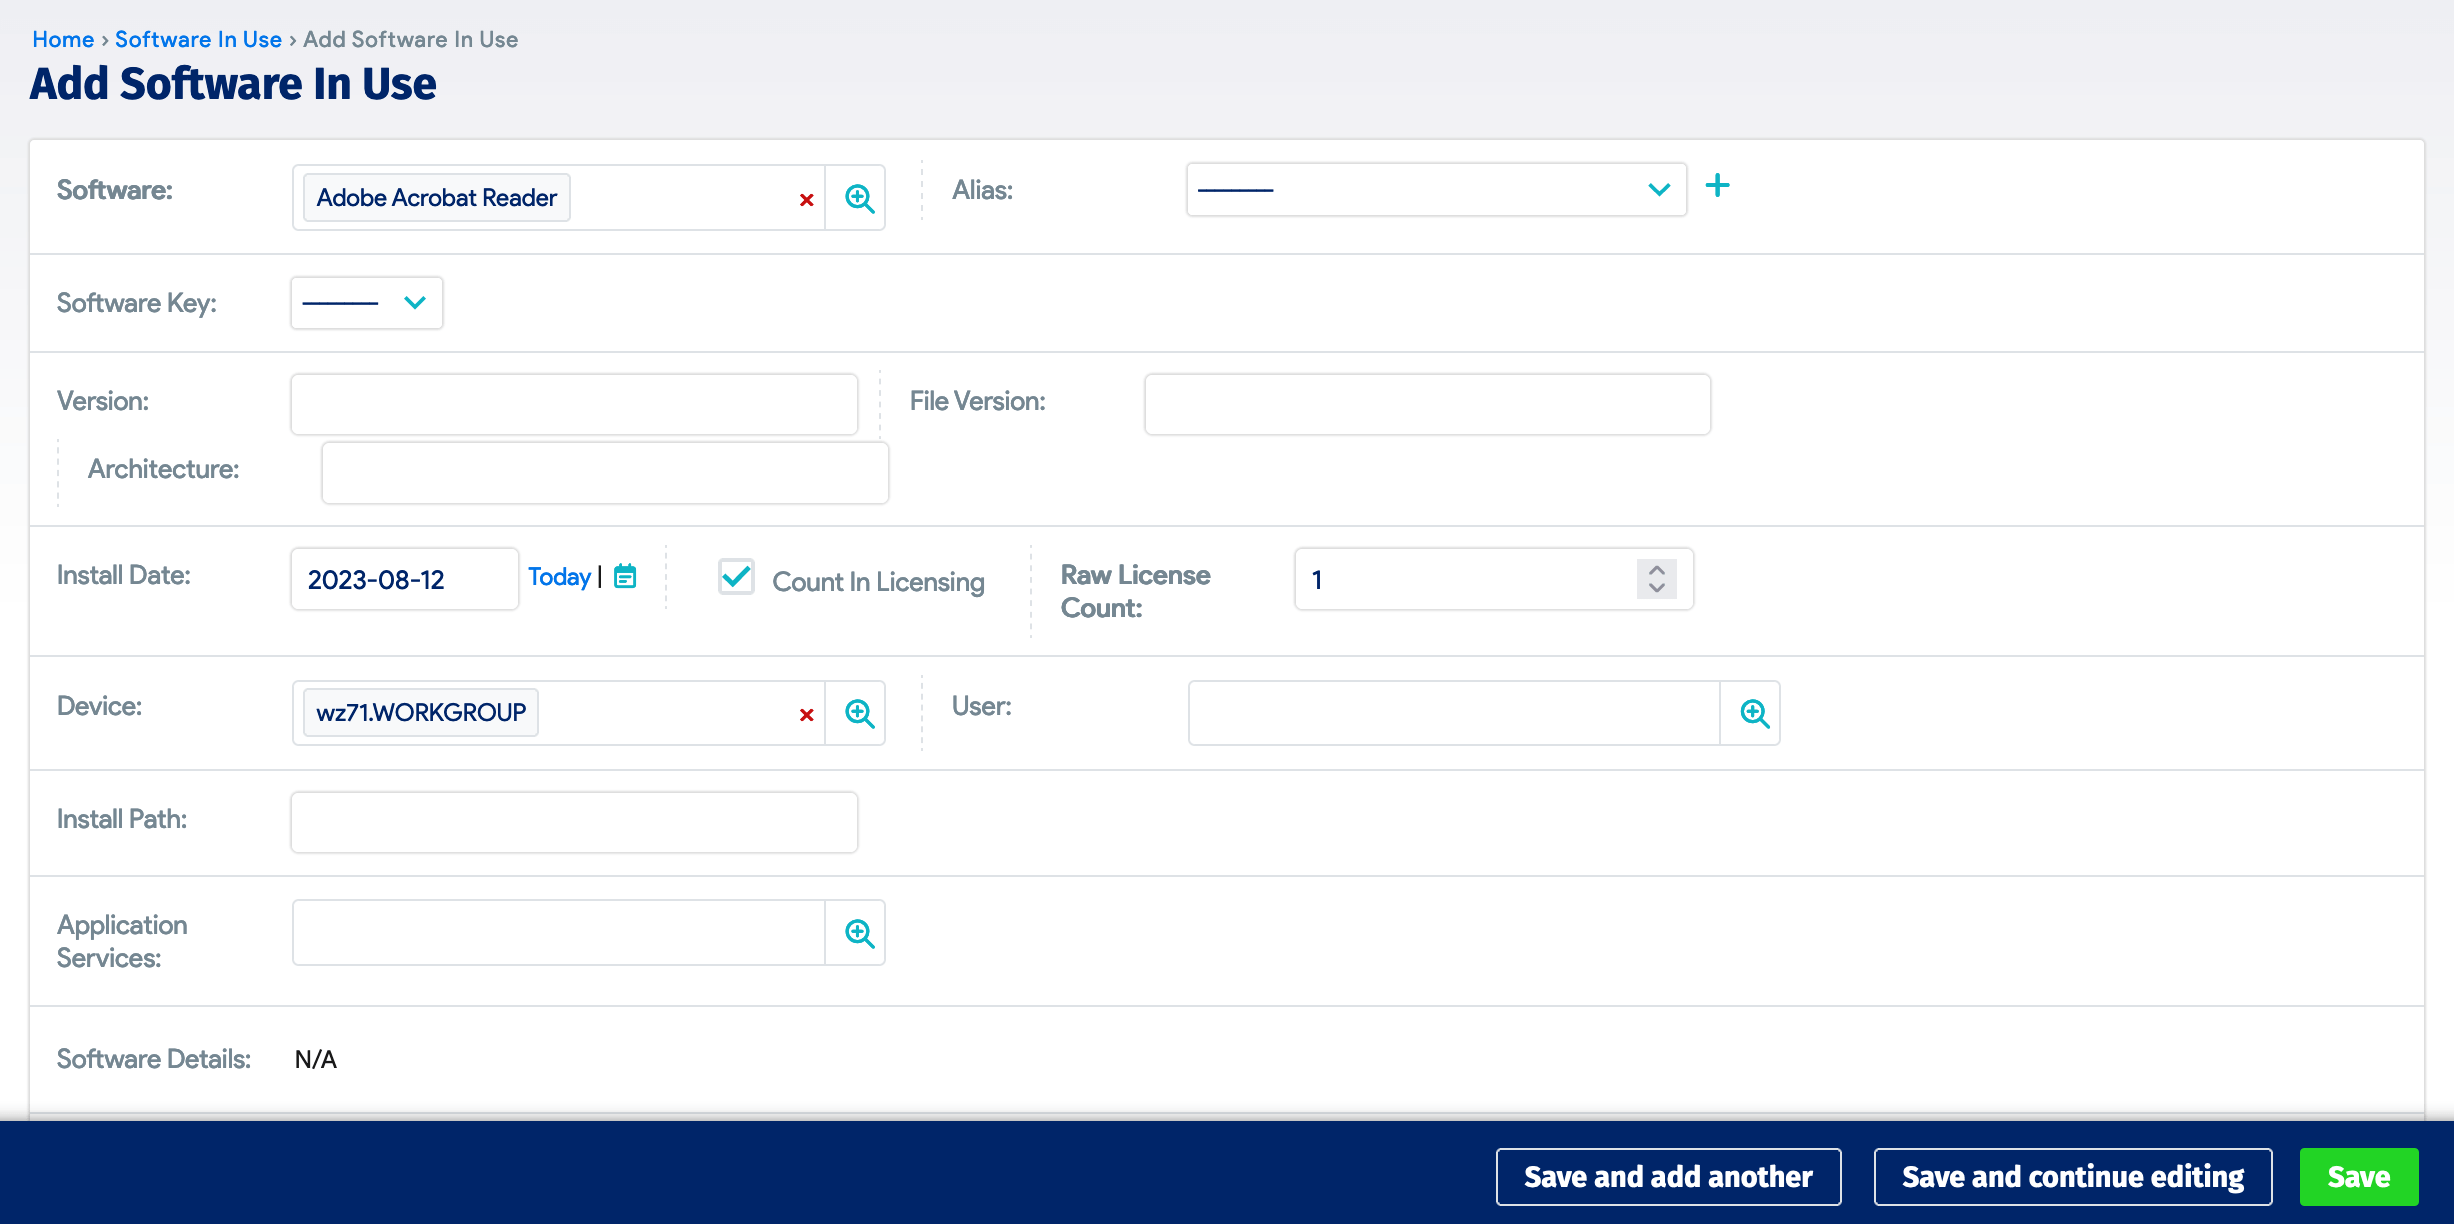 Home › Software In Use › Add Software In Use
Add Software In Use
Software: Adobe Acrobat Reader × Alias: --------- +
Software Key: ---------
Version: File Version:
Architecture:
Install Date: 2023-08-12 Today | Count In Licensing Raw License Count: 1
Device: wz71.WORKGROUP × User:
Install Path:
Application Services:
Software Details: N/A
Save and add another Save and continue editing Save